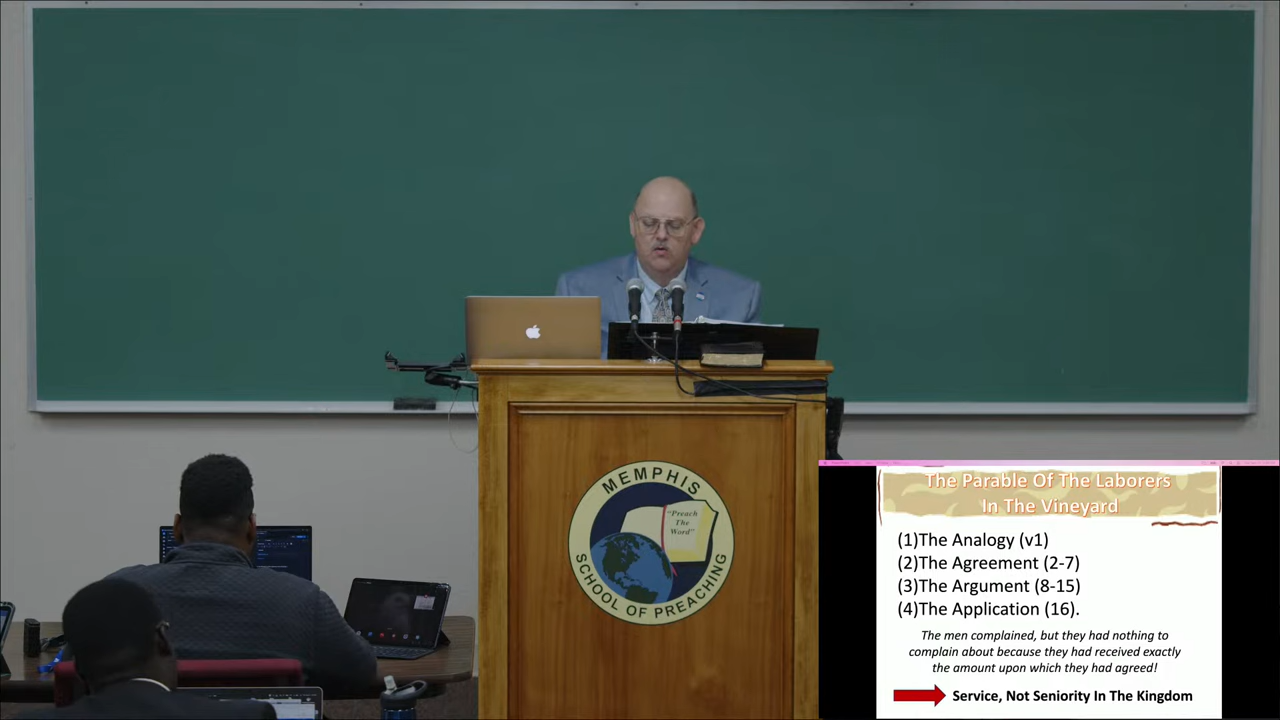 MEMPHIS
"Preach
The
Word"
SCHOOL OF PREACHING
The Parable Of The Laborers
In The Vineyard
(1)The Analogy (v1)
(2)The Agreement (2-7)
(3)The Argument (8-15)
(4)The Application (16).
The men complained, but they had nothing to
complain about because they had received exactly
the amount upon which they had agreed!
Service, Not Seniority In The Kingdom